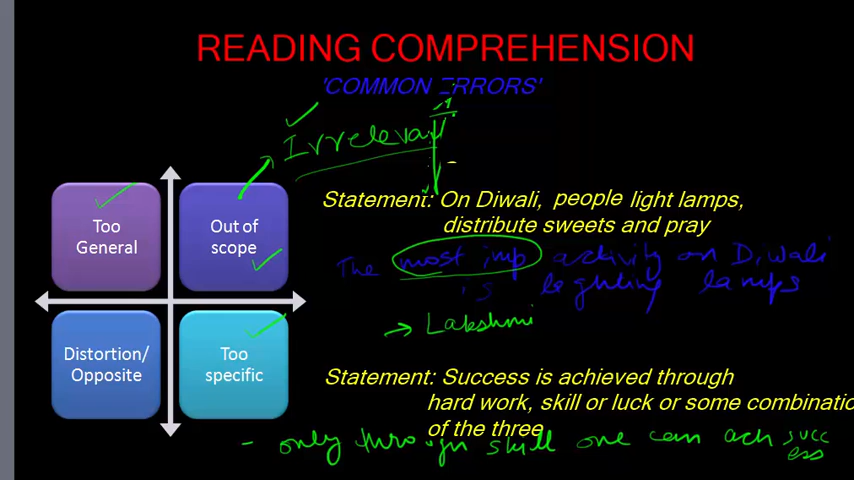 READING COMPREHENSION
'COMMON ERRORS'
Irrelevant
Too
General
Out of
scope
Distortion/
Opposite
Too
specific
Statement: On Diwali, people light lamps,
distribute sweets and pray
The most imp activity on Diwali
is lighting lamps
→ Lakshmi
Statement: Success is achieved through
hard work, skill or luck or some combinatio
of the three
- only through skill one can ach succ
ess